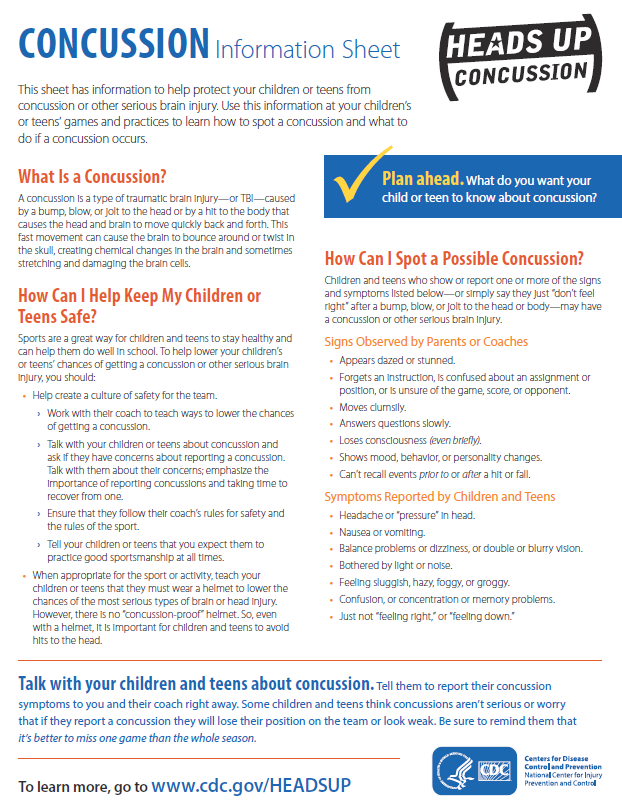 CONCUSSION Information Sheet
HEADS UP
CONCUSSION
This sheet has information to help protect your children or teens from
concussion or other serious brain injury. Use this information at your children's
or teens' games and practices to learn how to spot a concussion and what to
do if a concussion occurs.
What Is a Concussion?
A concussion is a type of traumatic brain injury—or TBI—caused
by a bump, blow, or jolt to the head or by a hit to the body that
causes the head and brain to move quickly back and forth. This
fast movement can cause the brain to bounce around or twist in
the skull, creating chemical changes in the brain and sometimes
stretching and damaging the brain cells.
How Can I Help Keep My Children or
Teens Safe?
Sports are a great way for children and teens to stay healthy and
can help them do well in school. To help lower your children's
or teens' chances of getting a concussion or other serious brain
injury, you should:
• Help create a culture of safety for the team.
› Work with their coach to teach ways to lower the chances
of getting a concussion.
› Talk with your children or teens about concussion and
ask if they have concerns about reporting a concussion.
Talk with them about their concerns; emphasize the
importance of reporting concussions and taking time to
recover from one.
› Ensure that they follow their coach's rules for safety and
the rules of the sport.
› Tell your children or teens that you expect them to
practice good sportsmanship at all times.
• When appropriate for the sport or activity, teach your
children or teens that they must wear a helmet to lower the
chances of the most serious types of brain or head injury.
However, there is no "concussion-proof" helmet. So, even
with a helmet, it is important for children and teens to avoid
hits to the head.
Plan ahead. What do you want your
child or teen to know about concussion?
How Can I Spot a Possible Concussion?
Children and teens who show or report one or more of the signs
and symptoms listed below—or simply say they just "don't feel
right" after a bump, blow, or jolt to the head or body—may have
a concussion or other serious brain injury.
Signs Observed by Parents or Coaches
• Appears dazed or stunned.
• Forgets an instruction, is confused about an assignment or
position, or is unsure of the game, score, or opponent.
• Moves clumsily.
• Answers questions slowly.
• Loses consciousness (even briefly).
• Shows mood, behavior, or personality changes.
• Can't recall events prior to or after a hit or fall.
Symptoms Reported by Children and Teens
• Headache or "pressure" in head.
• Nausea or vomiting.
• Balance problems or dizziness, or double or blurry vision.
• Bothered by light or noise.
• Feeling sluggish, hazy, foggy, or groggy.
• Confusion, or concentration or memory problems.
• Just not "feeling right," or "feeling down."
Talk with your children and teens about concussion. Tell them to report their concussion
symptoms to you and their coach right away. Some children and teens think concussions aren't serious or worry
that if they report a concussion they will lose their position on the team or look weak. Be sure to remind them that
it's better to miss one game than the whole season.
To learn more, go to www.cdc.gov/HEADSUP
CDC
Centers for Disease
Control and Prevention
National Center for Injury
Prevention and Control